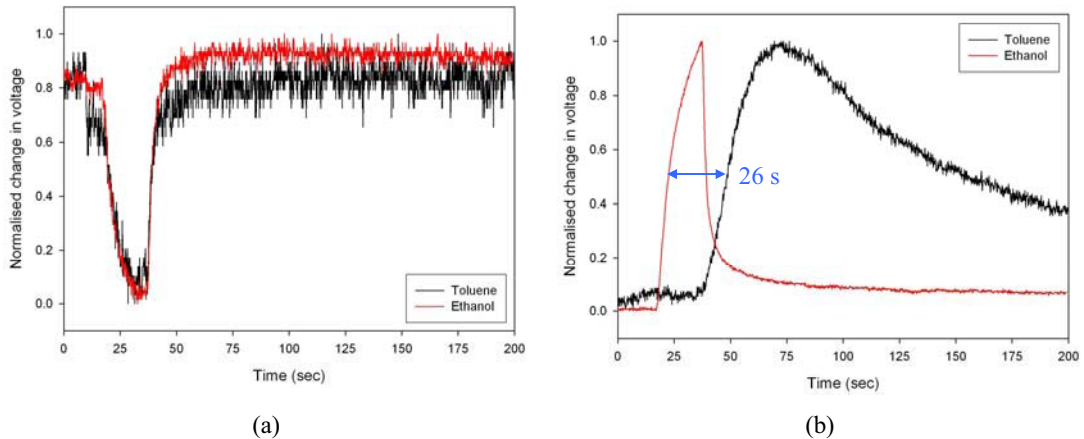 1.0
0.8
0.6
0.4
0.2
0.0
Normalised change in voltage
Toluene
Ethanol
0 25 50 75 100 125 150 175 200
Time (sec)
(a)
1.0
0.8
0.6
0.4
0.2
0.0
Normalised change in voltage
Toluene
Ethanol
26 s
0 25 50 75 100 125 150 175 200
Time (sec)
(b)